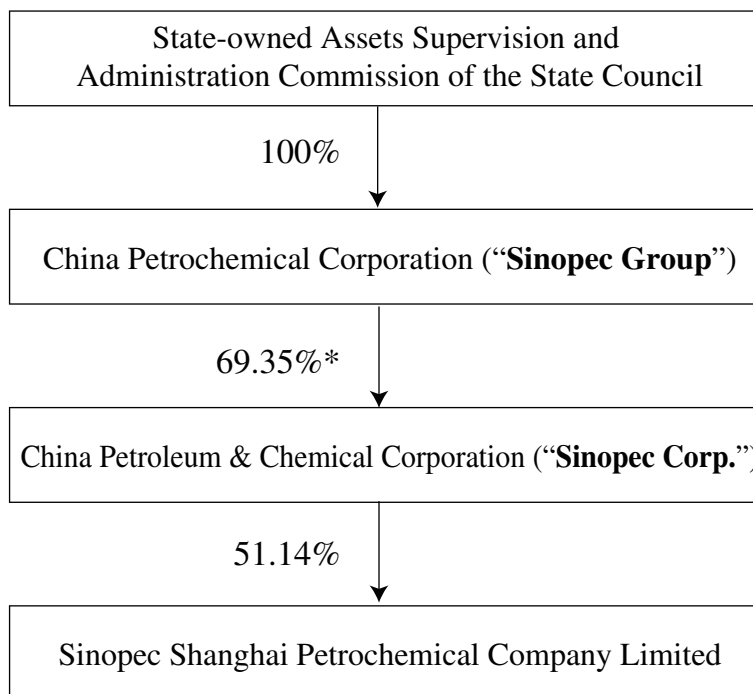 State-owned Assets Supervision and
Administration Commission of the State Council
100%
China Petrochemical Corporation (“Sinopec Group”)
69.35%*
China Petroleum & Chemical Corporation (“Sinopec Corp.”)
51.14%
Sinopec Shanghai Petrochemical Company Limited